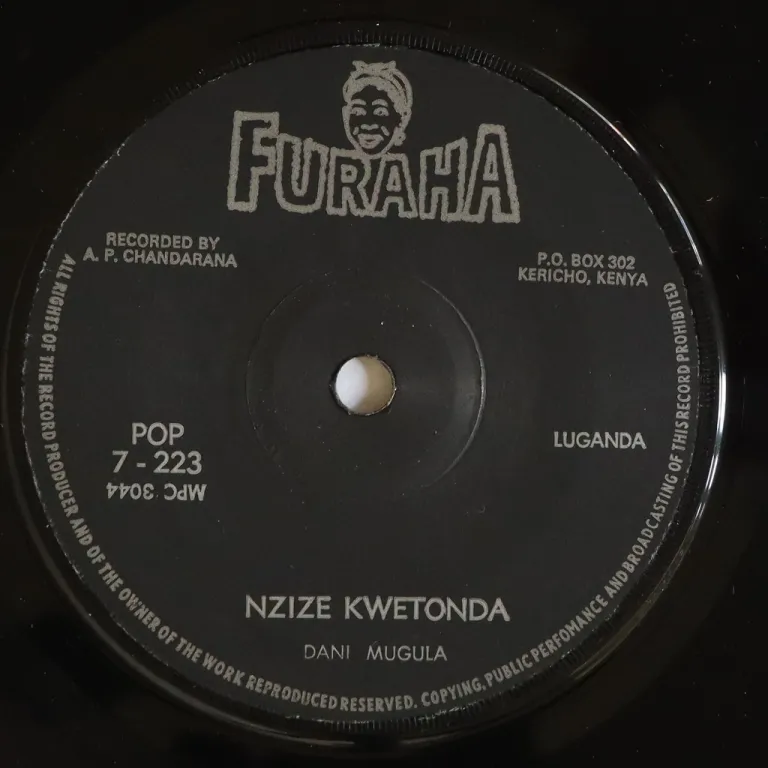 FURAHA
RECORDED BY
A. P. CHANDARANA
P.O. BOX 302
KERICHO, KENYA
POP
7 - 223
MPC 3044
LUGANDA
NZIZE KWETONDA
DANI MUGULA
ALL RIGHTS OF THE RECORD PRODUCER AND OF THE OWNER OF THE WORK REPRODUCED RESERVED. COPYING, PUBLIC PERFOMANCE AND BROADCASTING OF THIS RECORD PROHIBITED